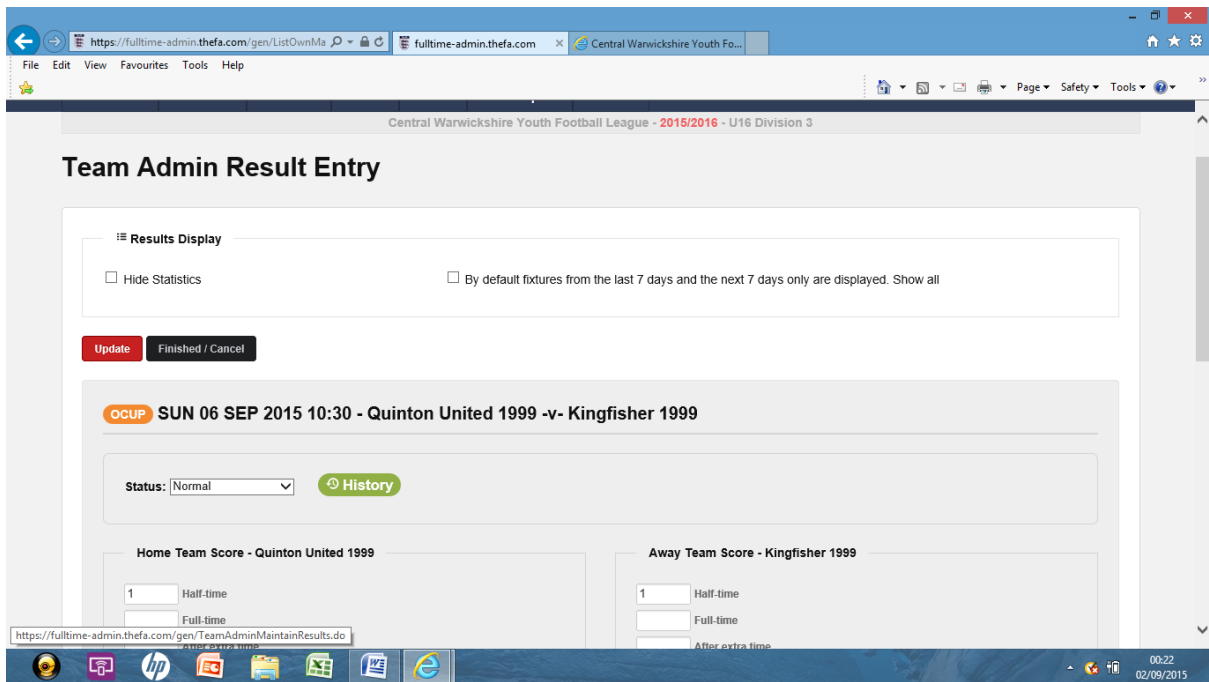 https://fulltime-admin.thefa.com/gen/ListOwnMa
fulltime-admin.thefa.com
Central Warwickshire Youth Fo...
File Edit View Favourites Tools Help
Page Safety Tools
Central Warwickshire Youth Football League - 2015/2016 - U16 Division 3
Team Admin Result Entry
Results Display
Hide Statistics
By default fixtures from the last 7 days and the next 7 days only are displayed. Show all
Update Finished / Cancel
OCUP SUN 06 SEP 2015 10:30 - Quinton United 1999 -v- Kingfisher 1999
Status: Normal History
Home Team Score - Quinton United 1999
Away Team Score - Kingfisher 1999
1 Half-time
1 Half-time
Full-time
Full-time
https://fulltime-admin.thefa.com/gen/TeamAdminMaintainResults.do
After extra time
After extra time
hp
00:22
02/09/2015